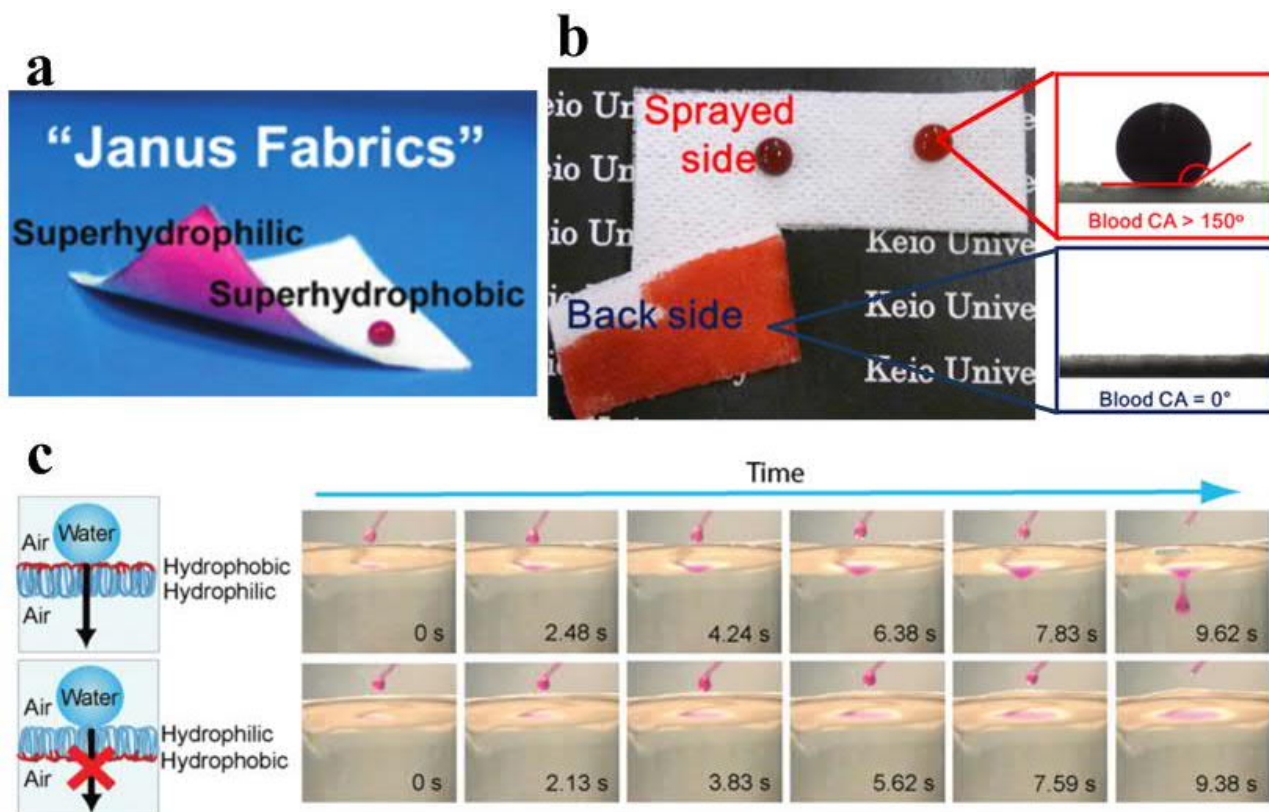 a
"Janus Fabrics"
Superhydrophilic
Superhydrophobic
b
Sprayed
side
Back side
eio Un
Keio Unive
Keio Unive
Keio Unive
Blood CA > 150°
Blood CA = 0°
c
Time
Air
Water
Hydrophobic
Hydrophilic
Air
0 s
2.48 s
4.24 s
6.38 s
7.83 s
9.62 s
Air
Water
Hydrophilic
Hydrophobic
Air
0 s
2.13 s
3.83 s
5.62 s
7.59 s
9.38 s